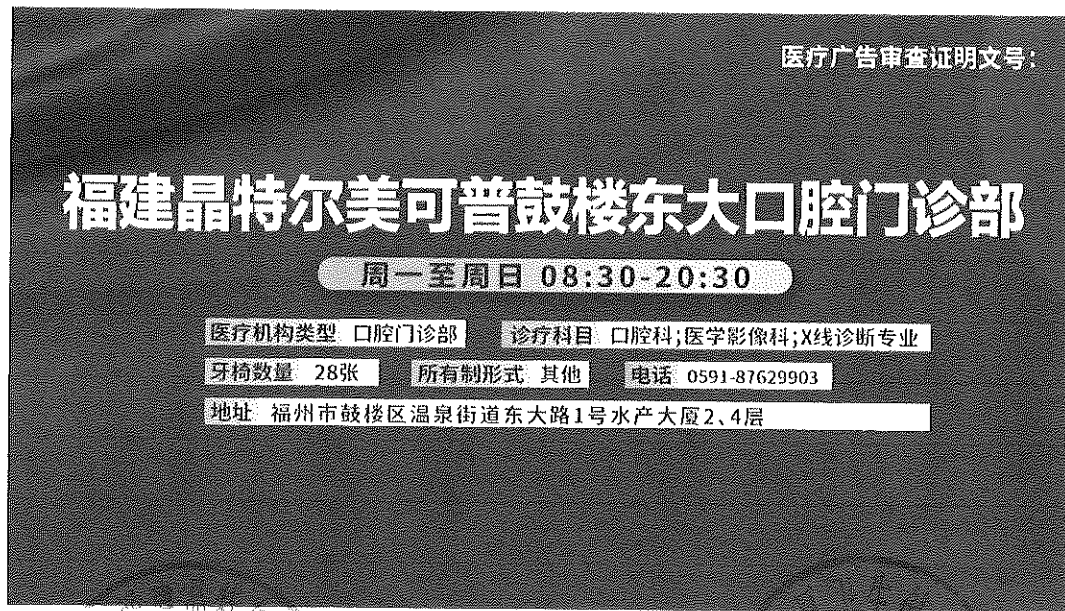 医疗广告审查证明文号：
福建晶特尔美可普鼓楼东大口腔门诊部
周一至周日 08:30-20:30
医疗机构类型 口腔门诊部 诊疗科目 口腔科;医学影像科;X线诊断专业
牙椅数量 28张 所有制形式 其他 电话 0591-87629903
地址 福州市鼓楼区温泉街道东大路1号水产大厦2、4层